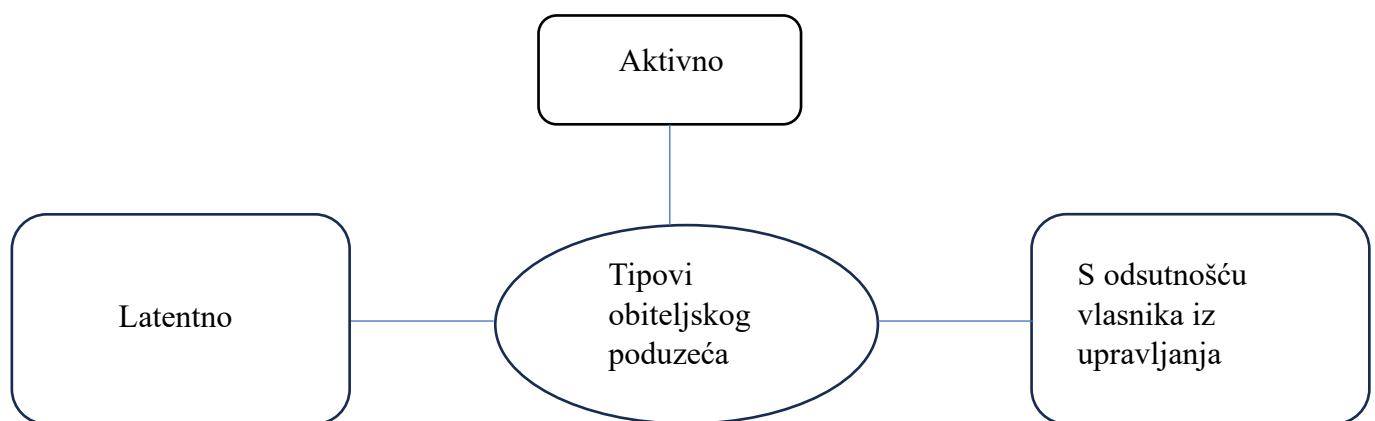 Aktivno
Latentno
Tipovi
obiteljskog
poduzeća
S odsutnošću
vlasnika iz
upravljanja